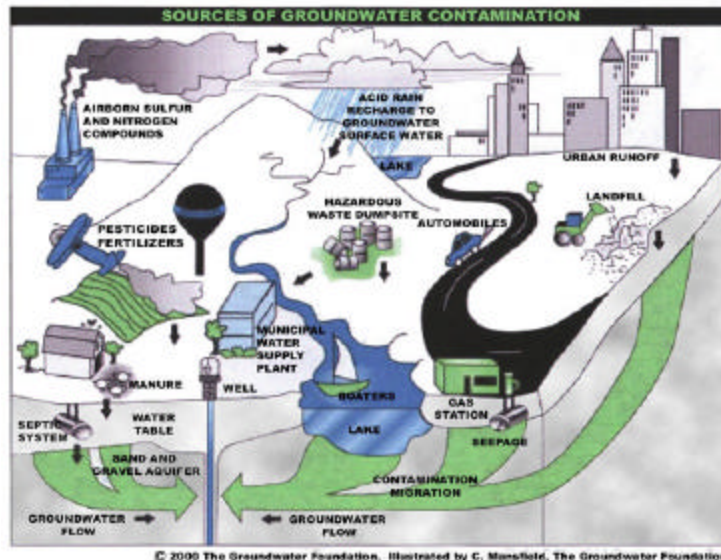 SOURCES OF GROUNDWATER CONTAMINATION
AIRBORN SULFUR
AND NITROGEN
COMPOUNDS
ACID RAIN
RECHARGE TO
GROUNDWATER
SURFACE WATER
LAKE
URBAN RUNOFF
LANDFILL
HAZARDOUS
WASTE DUMPSITE
AUTOMOBILES
PESTICIDES
FERTILIZERS
MUNICIPAL
WATER
SUPPLY
PLANT
MANURE
WELL
BOATERS
GAS
STATION
SEPTIC
SYSTEM
WATER
TABLE
LAKE
SEEPAGE
SAND AND
GRAVEL AQUIFER
CONTAMINATION
MIGRATION
GROUNDWATER
FLOW
GROUNDWATER
FLOW
© 2000 The Groundwater Foundation. Illustrated by C. Mansfield, The Groundwater Foundation